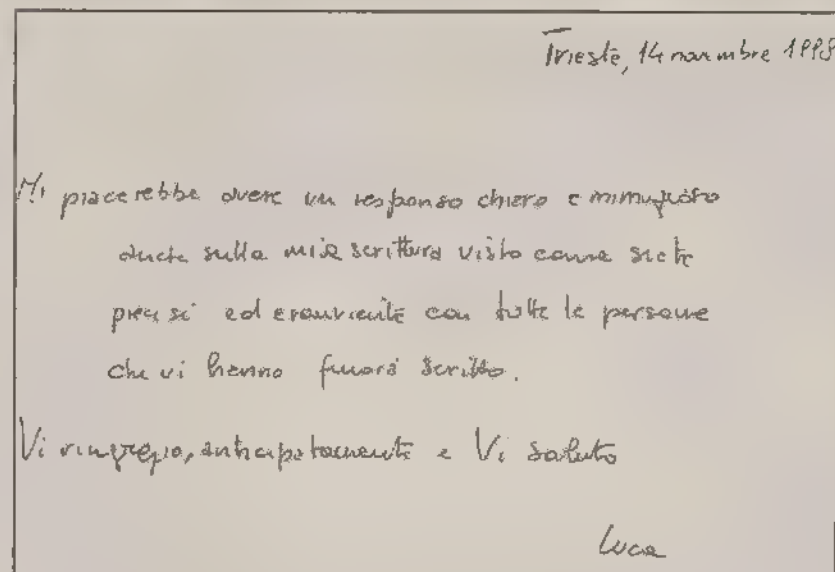 Trieste, 14 novembre 1998
Mi piacerebbe avere un responso chiaro e minuzioso
anche sulla mia scrittura visto come siete
precisi ed esaurienti con tutte le persone
che vi hanno finora scritto.
Vi ringrazio, anticipatamente e Vi saluto
Luca